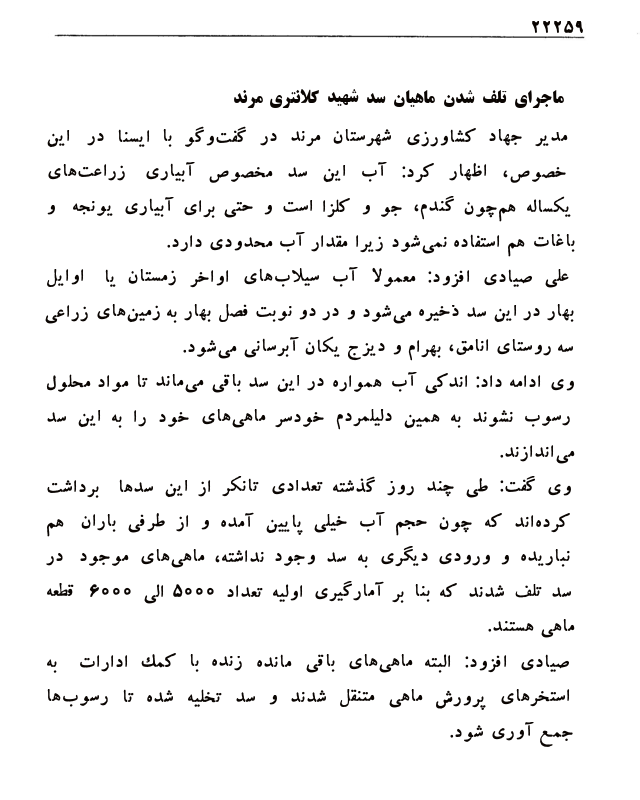 ۲۲۲۵۹
ماجرای تلف شدن ماهیان سد شهید کلانتری مرند
مدیر جهاد کشاورزی شهرستان مرند در گفت‌وگو با ایسنا در این
خصوص، اظهار کرد: آب این سد مخصوص آبیاری زراعت‌های
یکساله هم‌چون گندم، جو و کلزا است و حتی برای آبیاری یونجه و
باغات هم استفاده نمی‌شود زیرا مقدار آب محدودی دارد.
علی صیادی افزود: معمولا آب سیلاب‌های اواخر زمستان یا اوایل
بهار در این سد ذخیره می‌شود و در دو نوبت فصل بهار به زمین‌های زراعی
سه روستای انامق، بهرام و دیزج یکان آبرسانی می‌شود.
وی ادامه داد: اندکی آب همواره در این سد باقی می‌ماند تا مواد محلول
رسوب نشوند به همین دلیلمردم خودسر ماهی‌های خود را به این سد
می‌اندازند.
وی گفت: طی چند روز گذشته تعدادی تانکر از این سدها برداشت
کرده‌اند که چون حجم آب خیلی پایین آمده و از طرفی باران هم
نباریده و ورودی دیگری به سد وجود نداشته، ماهی‌های موجود در
سد تلف شدند که بنا بر آمارگیری اولیه تعداد ۵۰۰۰ الی ۶۰۰۰ قطعه
ماهی هستند.
صیادی افزود: البته ماهی‌های باقی مانده زنده با کمك ادارات به
استخرهای پرورش ماهی متنقل شدند و سد تخلیه شده تا رسوب‌ها
جمع آوری شود.